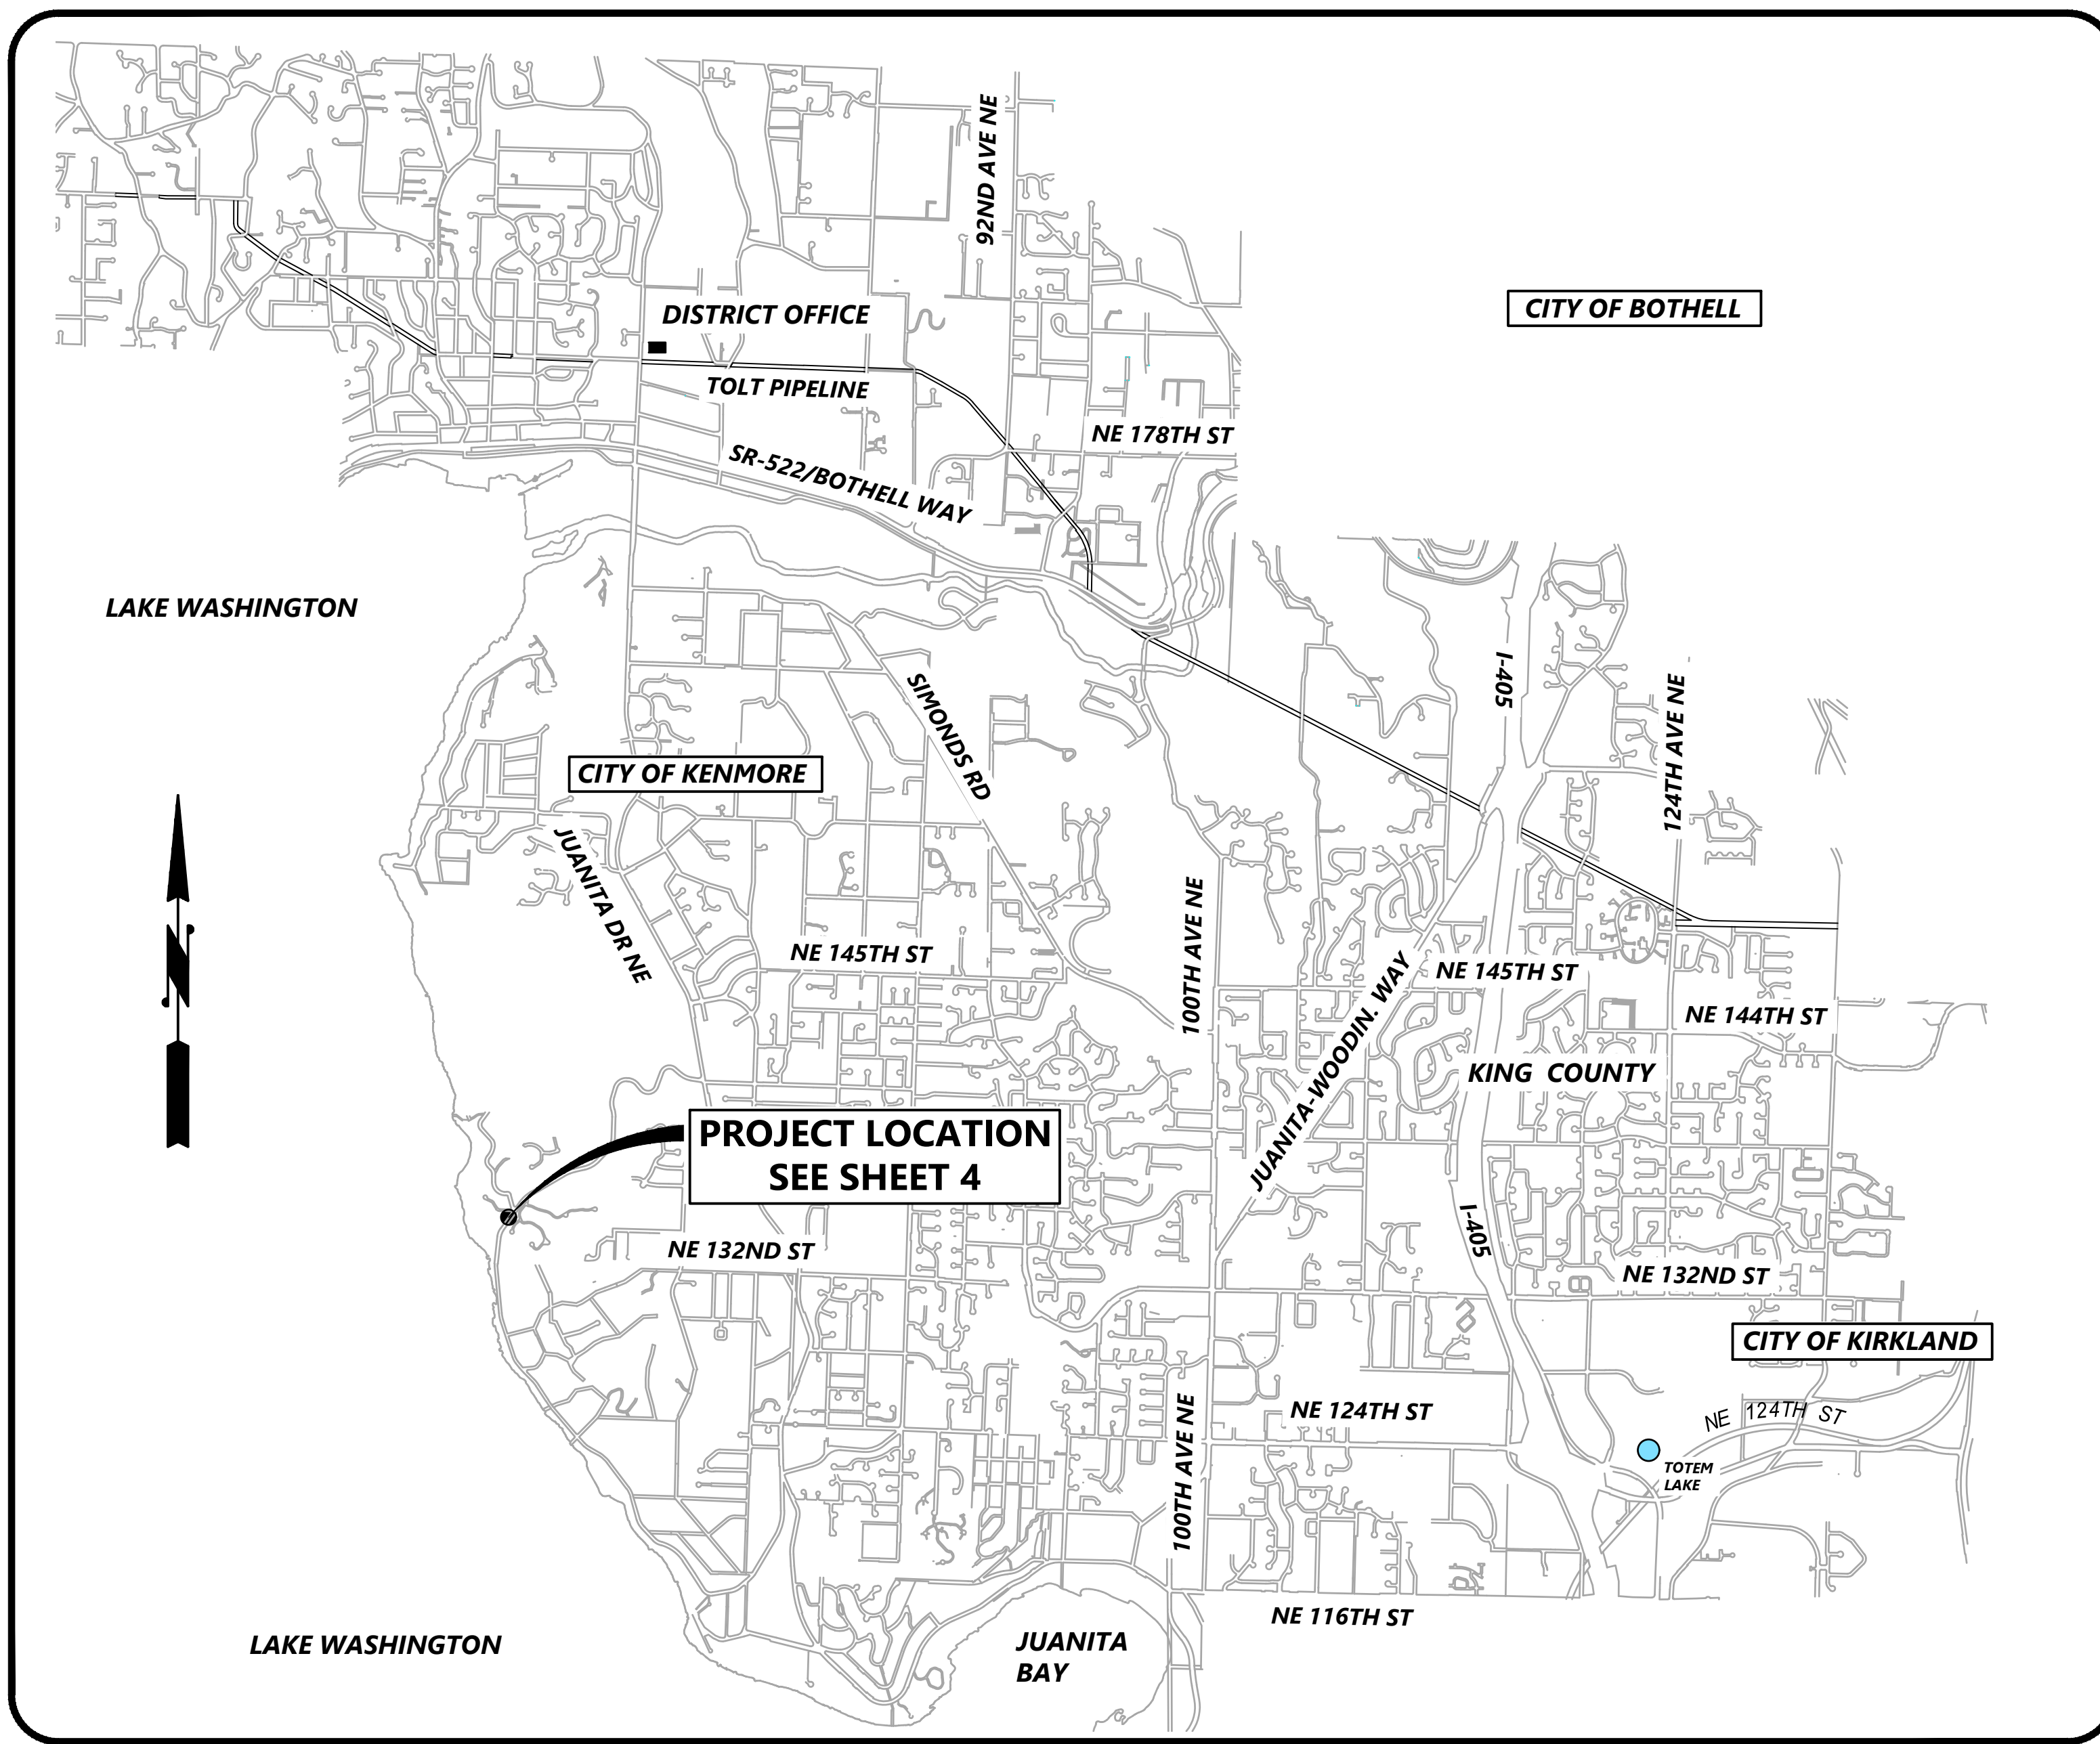 92ND AVE NE
DISTRICT OFFICE
CITY OF BOTHELL
TOLT PIPELINE
NE 178TH ST
SR-522/BOTHELL WAY
LAKE WASHINGTON
I-405
SIMONDS RD
124TH AVE NE
CITY OF KENMORE
JUANITA DR NE
100TH AVE NE
NE 145TH ST
JUANITA-WOODIN. WAY
NE 145TH ST
N
NE 144TH ST
KING COUNTY
PROJECT LOCATION
SEE SHEET 4
I-405
NE 132ND ST
NE 132ND ST
CITY OF KIRKLAND
100TH AVE NE
NE 124TH ST
NE 124TH ST
TOTEM
LAKE
NE 116TH ST
LAKE WASHINGTON
JUANITA
BAY